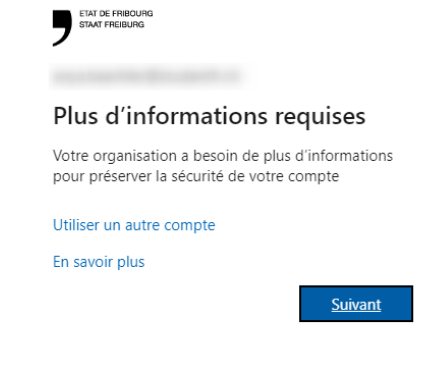 ETAT DE FRIBOURG
STAAT FREIBURG
Plus d'informations requises
Votre organisation a besoin de plus d'informations
pour préserver la sécurité de votre compte
Utiliser un autre compte
En savoir plus
Suivant